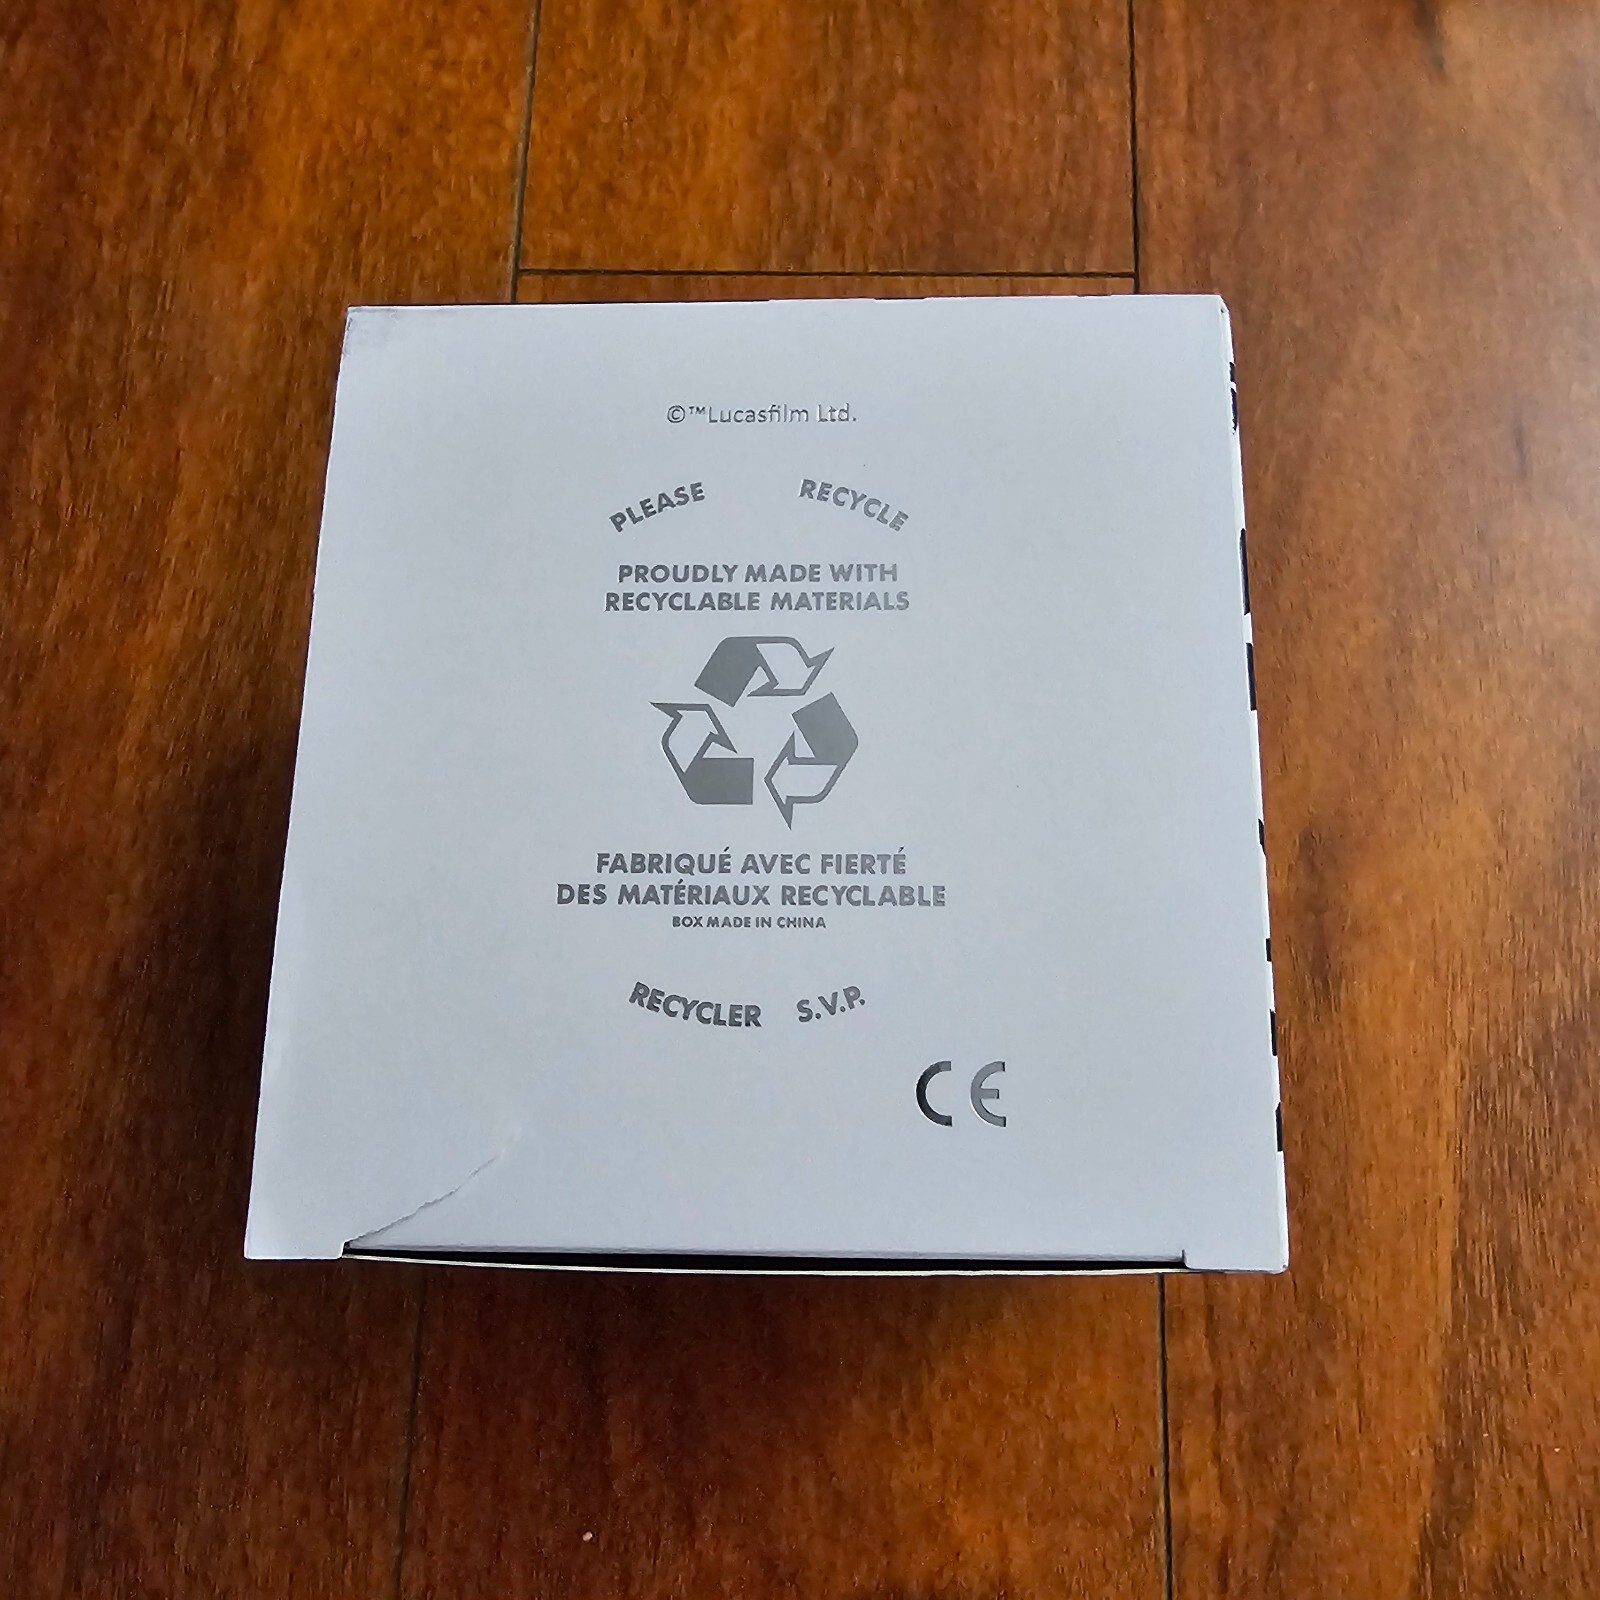 ©™Lucasfilm Ltd.
PLEASE RECYCLE
PROUDLY MADE WITH
RECYCLABLE MATERIALS
FABRIQUÉ AVEC FIERTÉ
DES MATÉRIAUX RECYCLABLE
BOX MADE IN CHINA
RECYCLER S.V.P.
CE